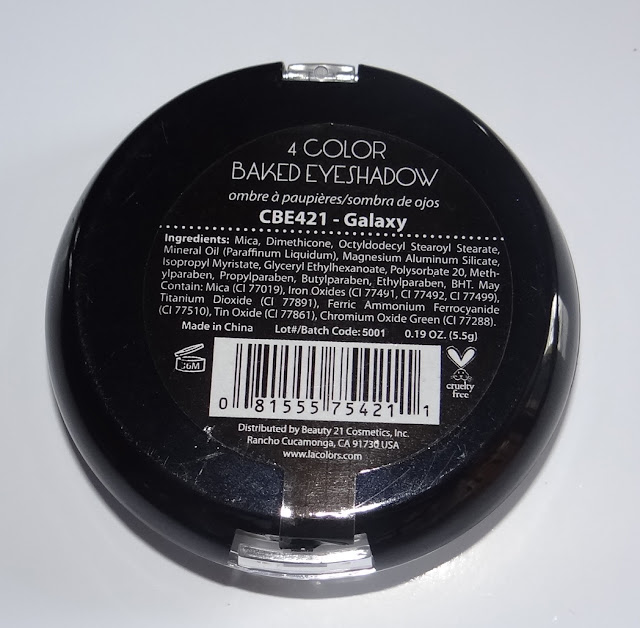 4 COLOR
BAKED EYESHADOW
ombre à paupières/sombra de ojos
CBE421 - Galaxy
Ingredients: Mica, Dimethicone, Octyldodecyl Stearoyl Stearate,
Mineral Oil (Paraffinum Liquidum), Magnesium Aluminum Silicate,
Isopropyl Myristate, Glyceryl Ethylhexanoate, Polysorbate 20, Meth-
ylparaben, Propylparaben, Butylparaben, Ethylparaben, BHT. May
Contain: Mica (CI 77019), Iron Oxides (CI 77491, CI 77492, CI 77499),
Titanium Dioxide (CI 77891), Ferric Ammonium Ferrocyanide
(CI 77510), Tin Oxide (CI 77861), Chromium Oxide Green (CI 77288).
Made in China Lot#/Batch Code: 5001 0.19 OZ. (5.5g)
cruelty
free
0 81555 75421 1
Distributed by Beauty 21 Cosmetics, Inc.
Rancho Cucamonga, CA 91730 USA
www.lacolors.com